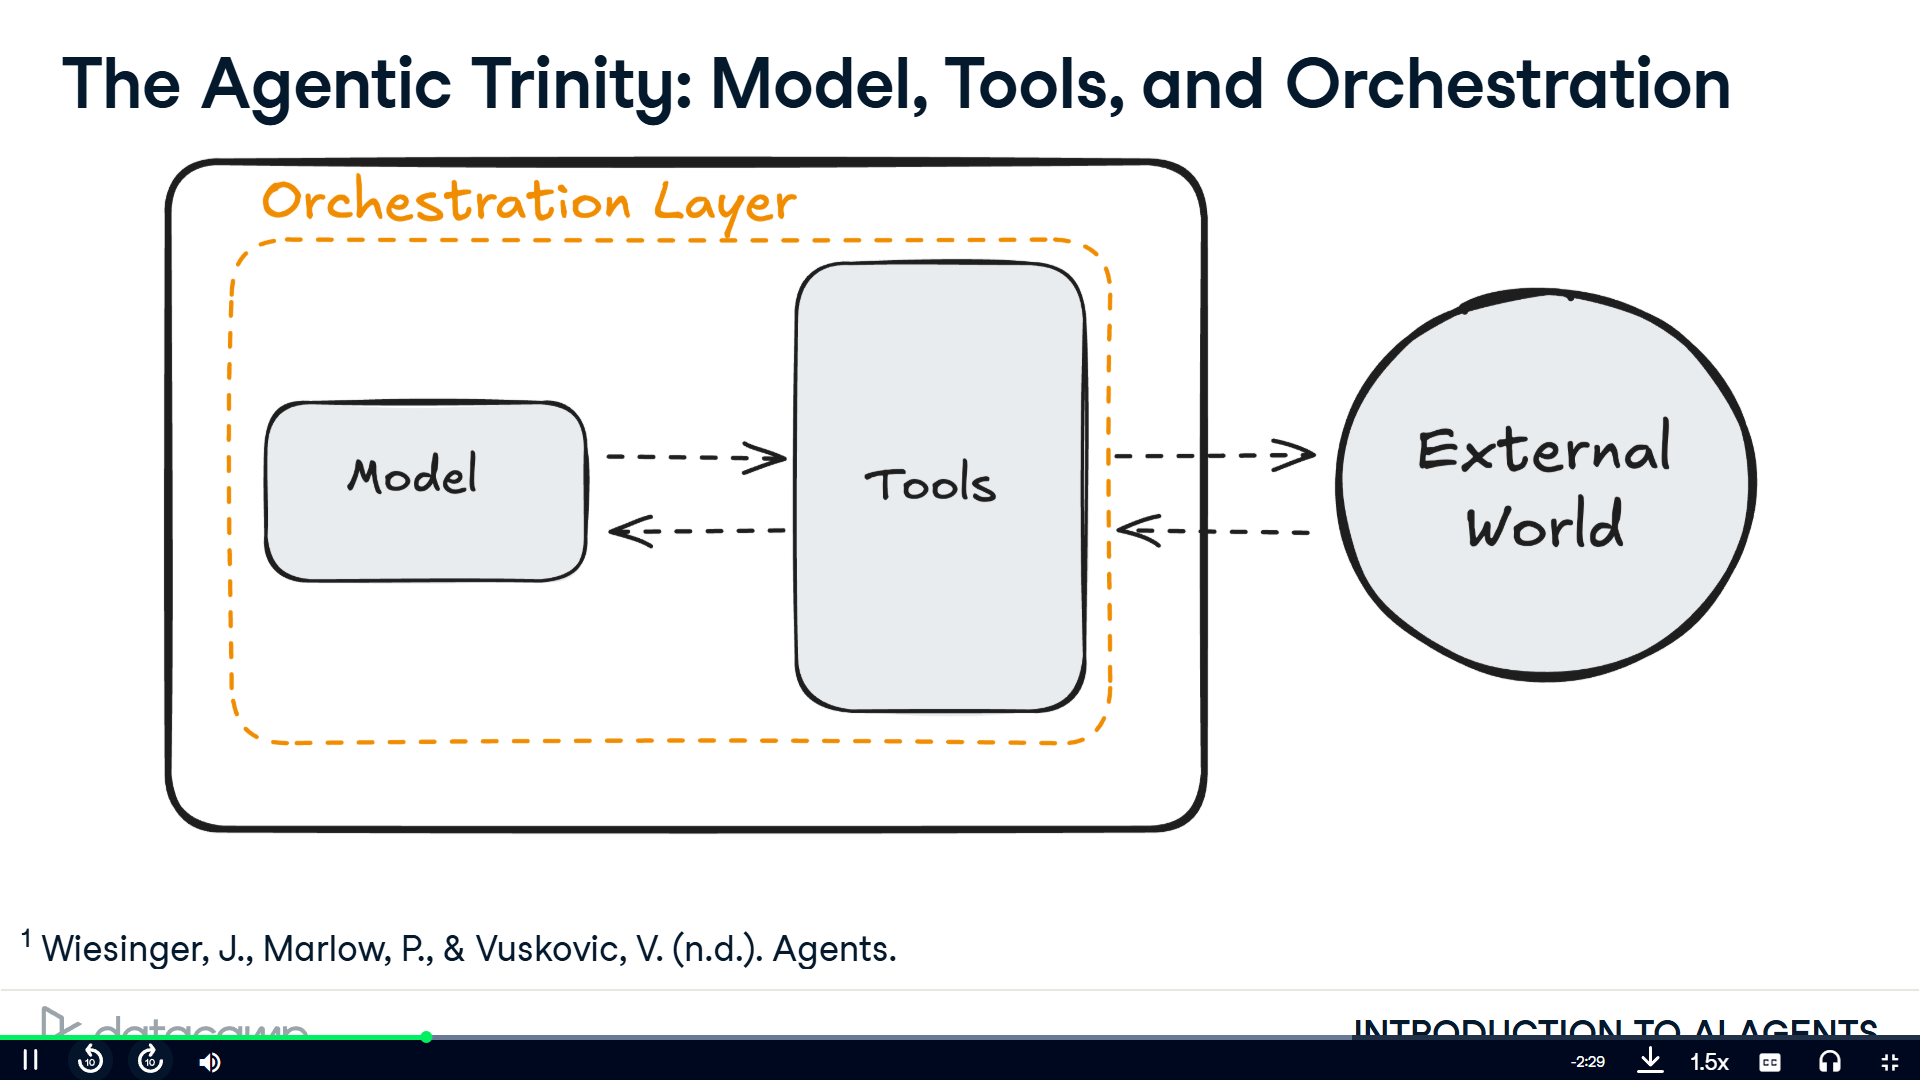 The Agentic Trinity: Model, Tools, and Orchestration
Orchestration Layer
Model
Tools
External
World
1 Wiesinger, J., Marlow, P., & Vuskovic, V. (n.d.). Agents.
datacamp
INTRODUCTION TO AI AGENTS
10
10
-2:29
1.5x
CC